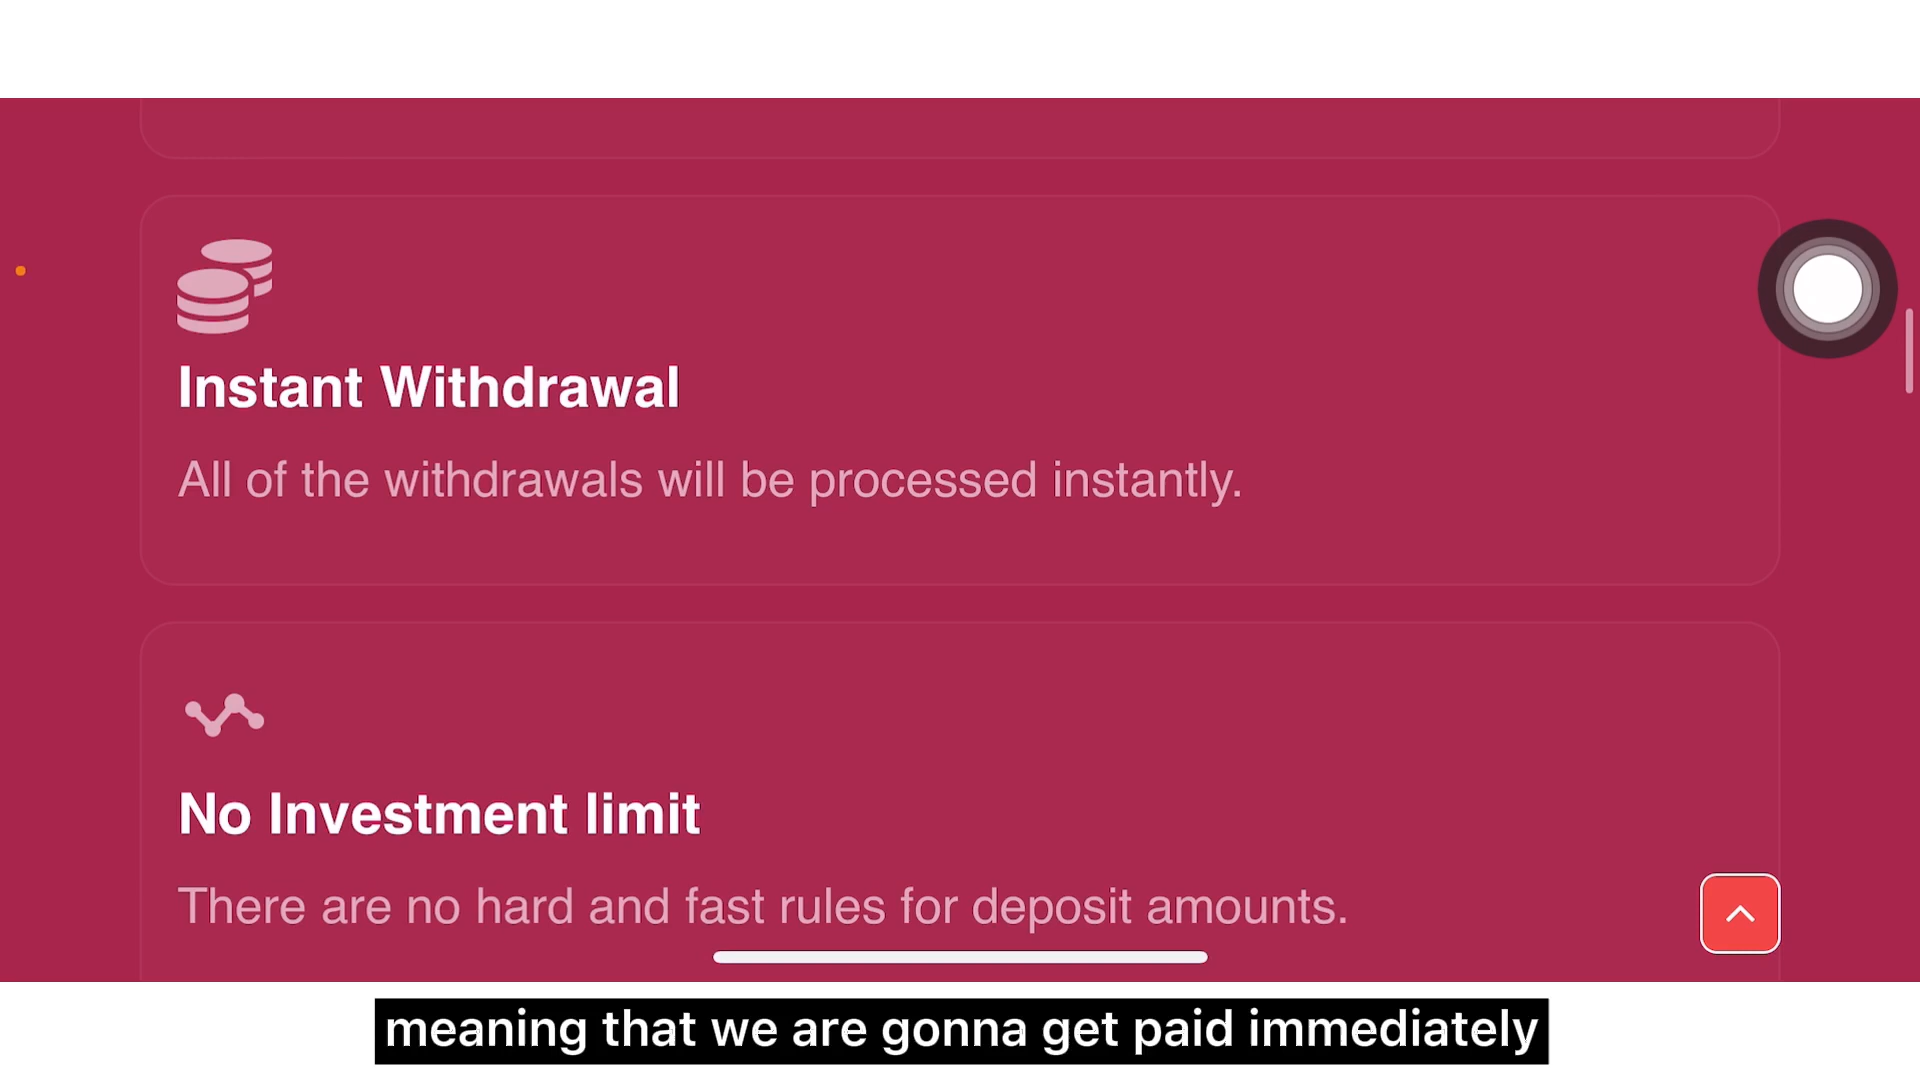 Instant Withdrawal
All of the withdrawals will be processed instantly.
No Investment limit
There are no hard and fast rules for deposit amounts.
meaning that we are gonna get paid immediately